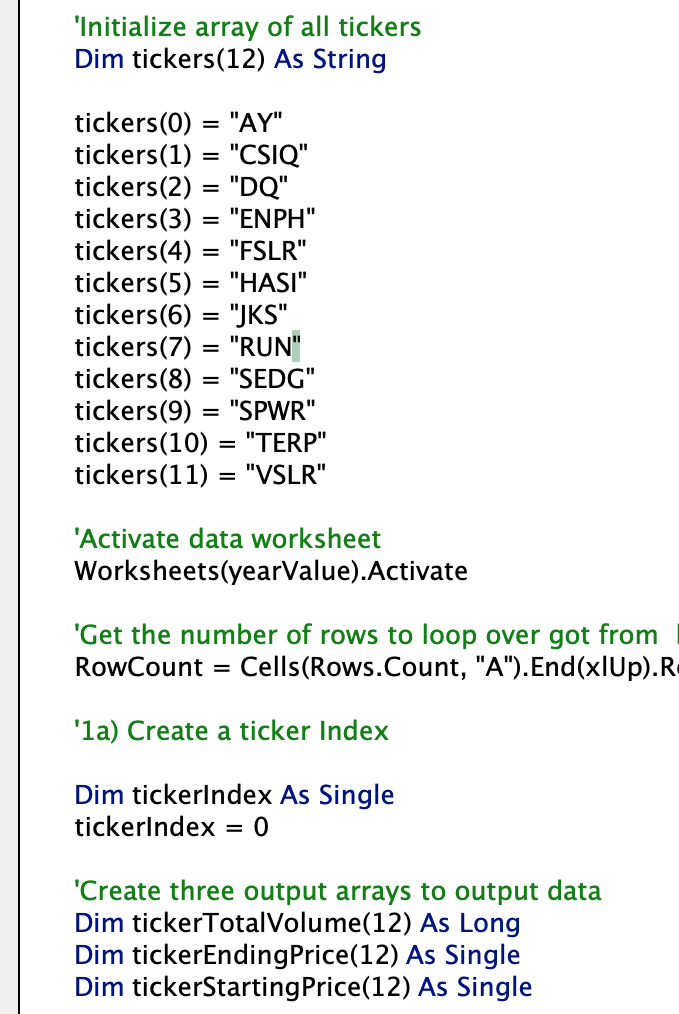 'Initialize array of all tickers
Dim tickers(12) As String
tickers(0) = "AY"
tickers(1) = "CSIQ"
tickers(2) = "DQ"
tickers(3) = "ENPH"
tickers(4) = "FSLR"
tickers(5) = "HASI"
tickers(6) = "JKS"
tickers(7) = "RUN"
tickers(8) = "SEDG"
tickers(9) = "SPWR"
tickers(10) = "TERP"
tickers(11) = "VSLR"
'Activate data worksheet
Worksheets(yearValue).Activate
'Get the number of rows to loop over got from
RowCount = Cells(Rows.Count, "A").End(xlUp).R
'1a) Create a ticker Index
Dim tickerIndex As Single
tickerIndex = 0
'Create three output arrays to output data
Dim tickerTotalVolume(12) As Long
Dim tickerEndingPrice(12) As Single
Dim tickerStartingPrice(12) As Single